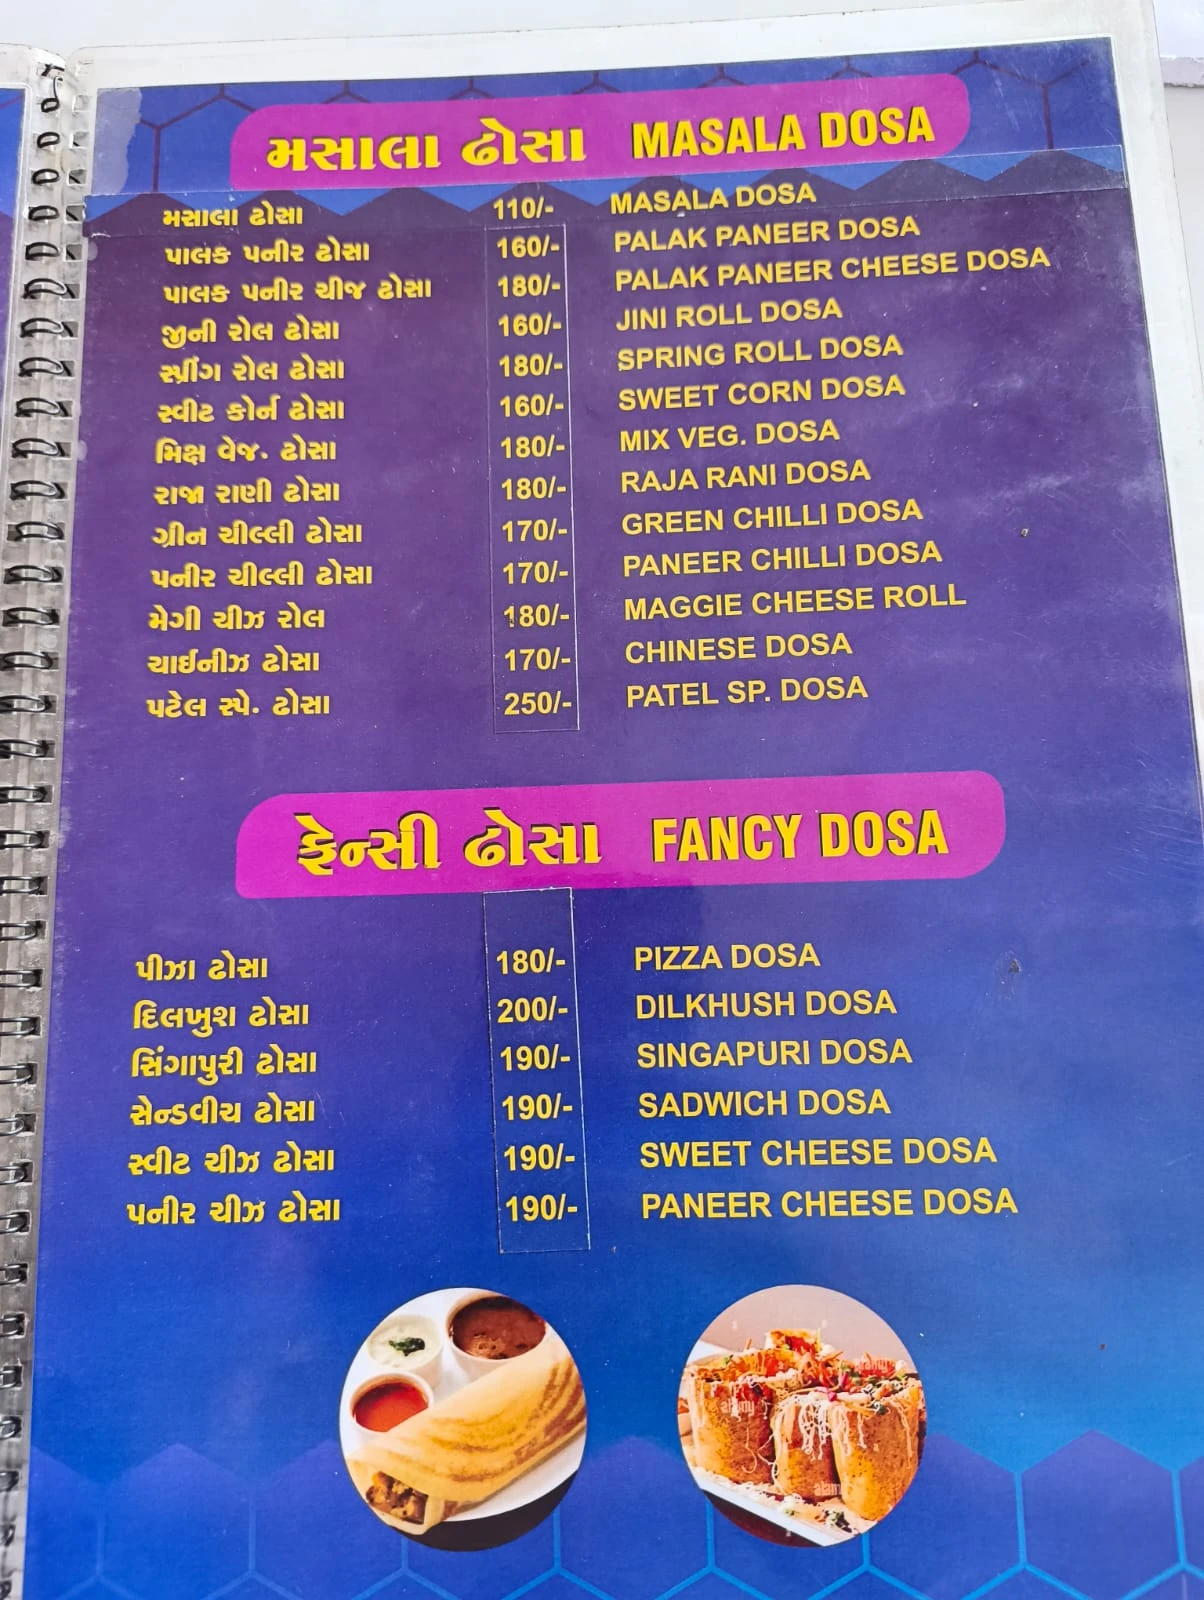 મસાલા ઢોસા MASALA DOSA
મસાલા ઢોસા 110/- MASALA DOSA
પાલક પનીર ઢોસા 160/- PALAK PANEER DOSA
પાલક પનીર ચીજ ઢોસા 180/- PALAK PANEER CHEESE DOSA
જીની રોલ ઢોસા 160/- JINI ROLL DOSA
સ્પ્રીંગ રોલ ઢોસા 180/- SPRING ROLL DOSA
સ્વીટ કોર્ન ઢોસા 160/- SWEET CORN DOSA
મિક્ષ વેજ. ઢોસા 180/- MIX VEG. DOSA
રાજા રાણી ઢોસા 180/- RAJA RANI DOSA
ગ્રીન ચીલ્લી ઢોસા 170/- GREEN CHILLI DOSA
પનીર ચીલ્લી ઢોસા 170/- PANEER CHILLI DOSA
મેગી ચીઝ રોલ 180/- MAGGIE CHEESE ROLL
ચાઈનીઝ ઢોસા 170/- CHINESE DOSA
પટેલ સ્પે. ઢોસા 250/- PATEL SP. DOSA
ફેન્સી ઢોસા FANCY DOSA
પીઝા ઢોસા 180/- PIZZA DOSA
દિલખુશ ઢોસા 200/- DILKHUSH DOSA
સિંગાપુરી ઢોસા 190/- SINGAPURI DOSA
સેન્ડવીચ ઢોસા 190/- SADWICH DOSA
સ્વીટ ચીઝ ઢોસા 190/- SWEET CHEESE DOSA
પનીર ચીઝ ઢોસા 190/- PANEER CHEESE DOSA
alamy
alamy